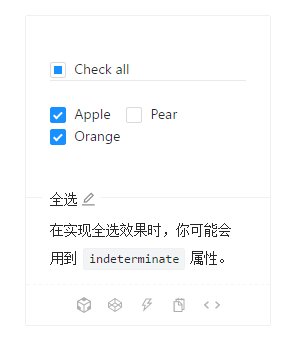 Check all
Apple Pear
Orange
全选
在实现全选效果时，你可能会
用到 indeterminate 属性。